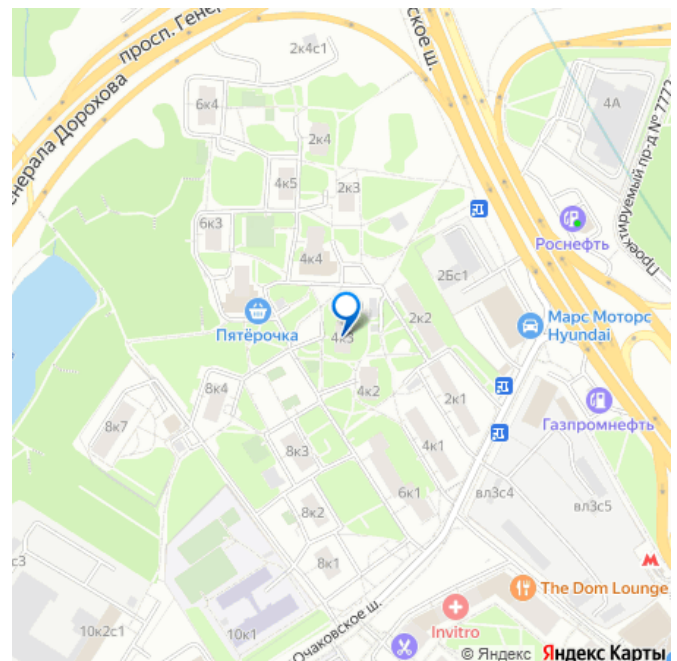 просп. Гене
2к4с1
ское ш.
6к4
4А
енерала Дорохова
2к4
Проектируемый пр-д № 7772
4к5
2к3
6к3
Роснефть
4к4
2Бс1
Пятёрочка
4к3
2к2
Марс Моторс
Hyundai
8к4
4к2
2к1
Газпромнефть
8к7
4к1
8к3
6к1
вл3с4
вл3с5
8к2
с3
8к1
The Dom Lounge
10к2с1
10к1
Очаковское ш.
Invitro
© Яндекс Яндекс Карты